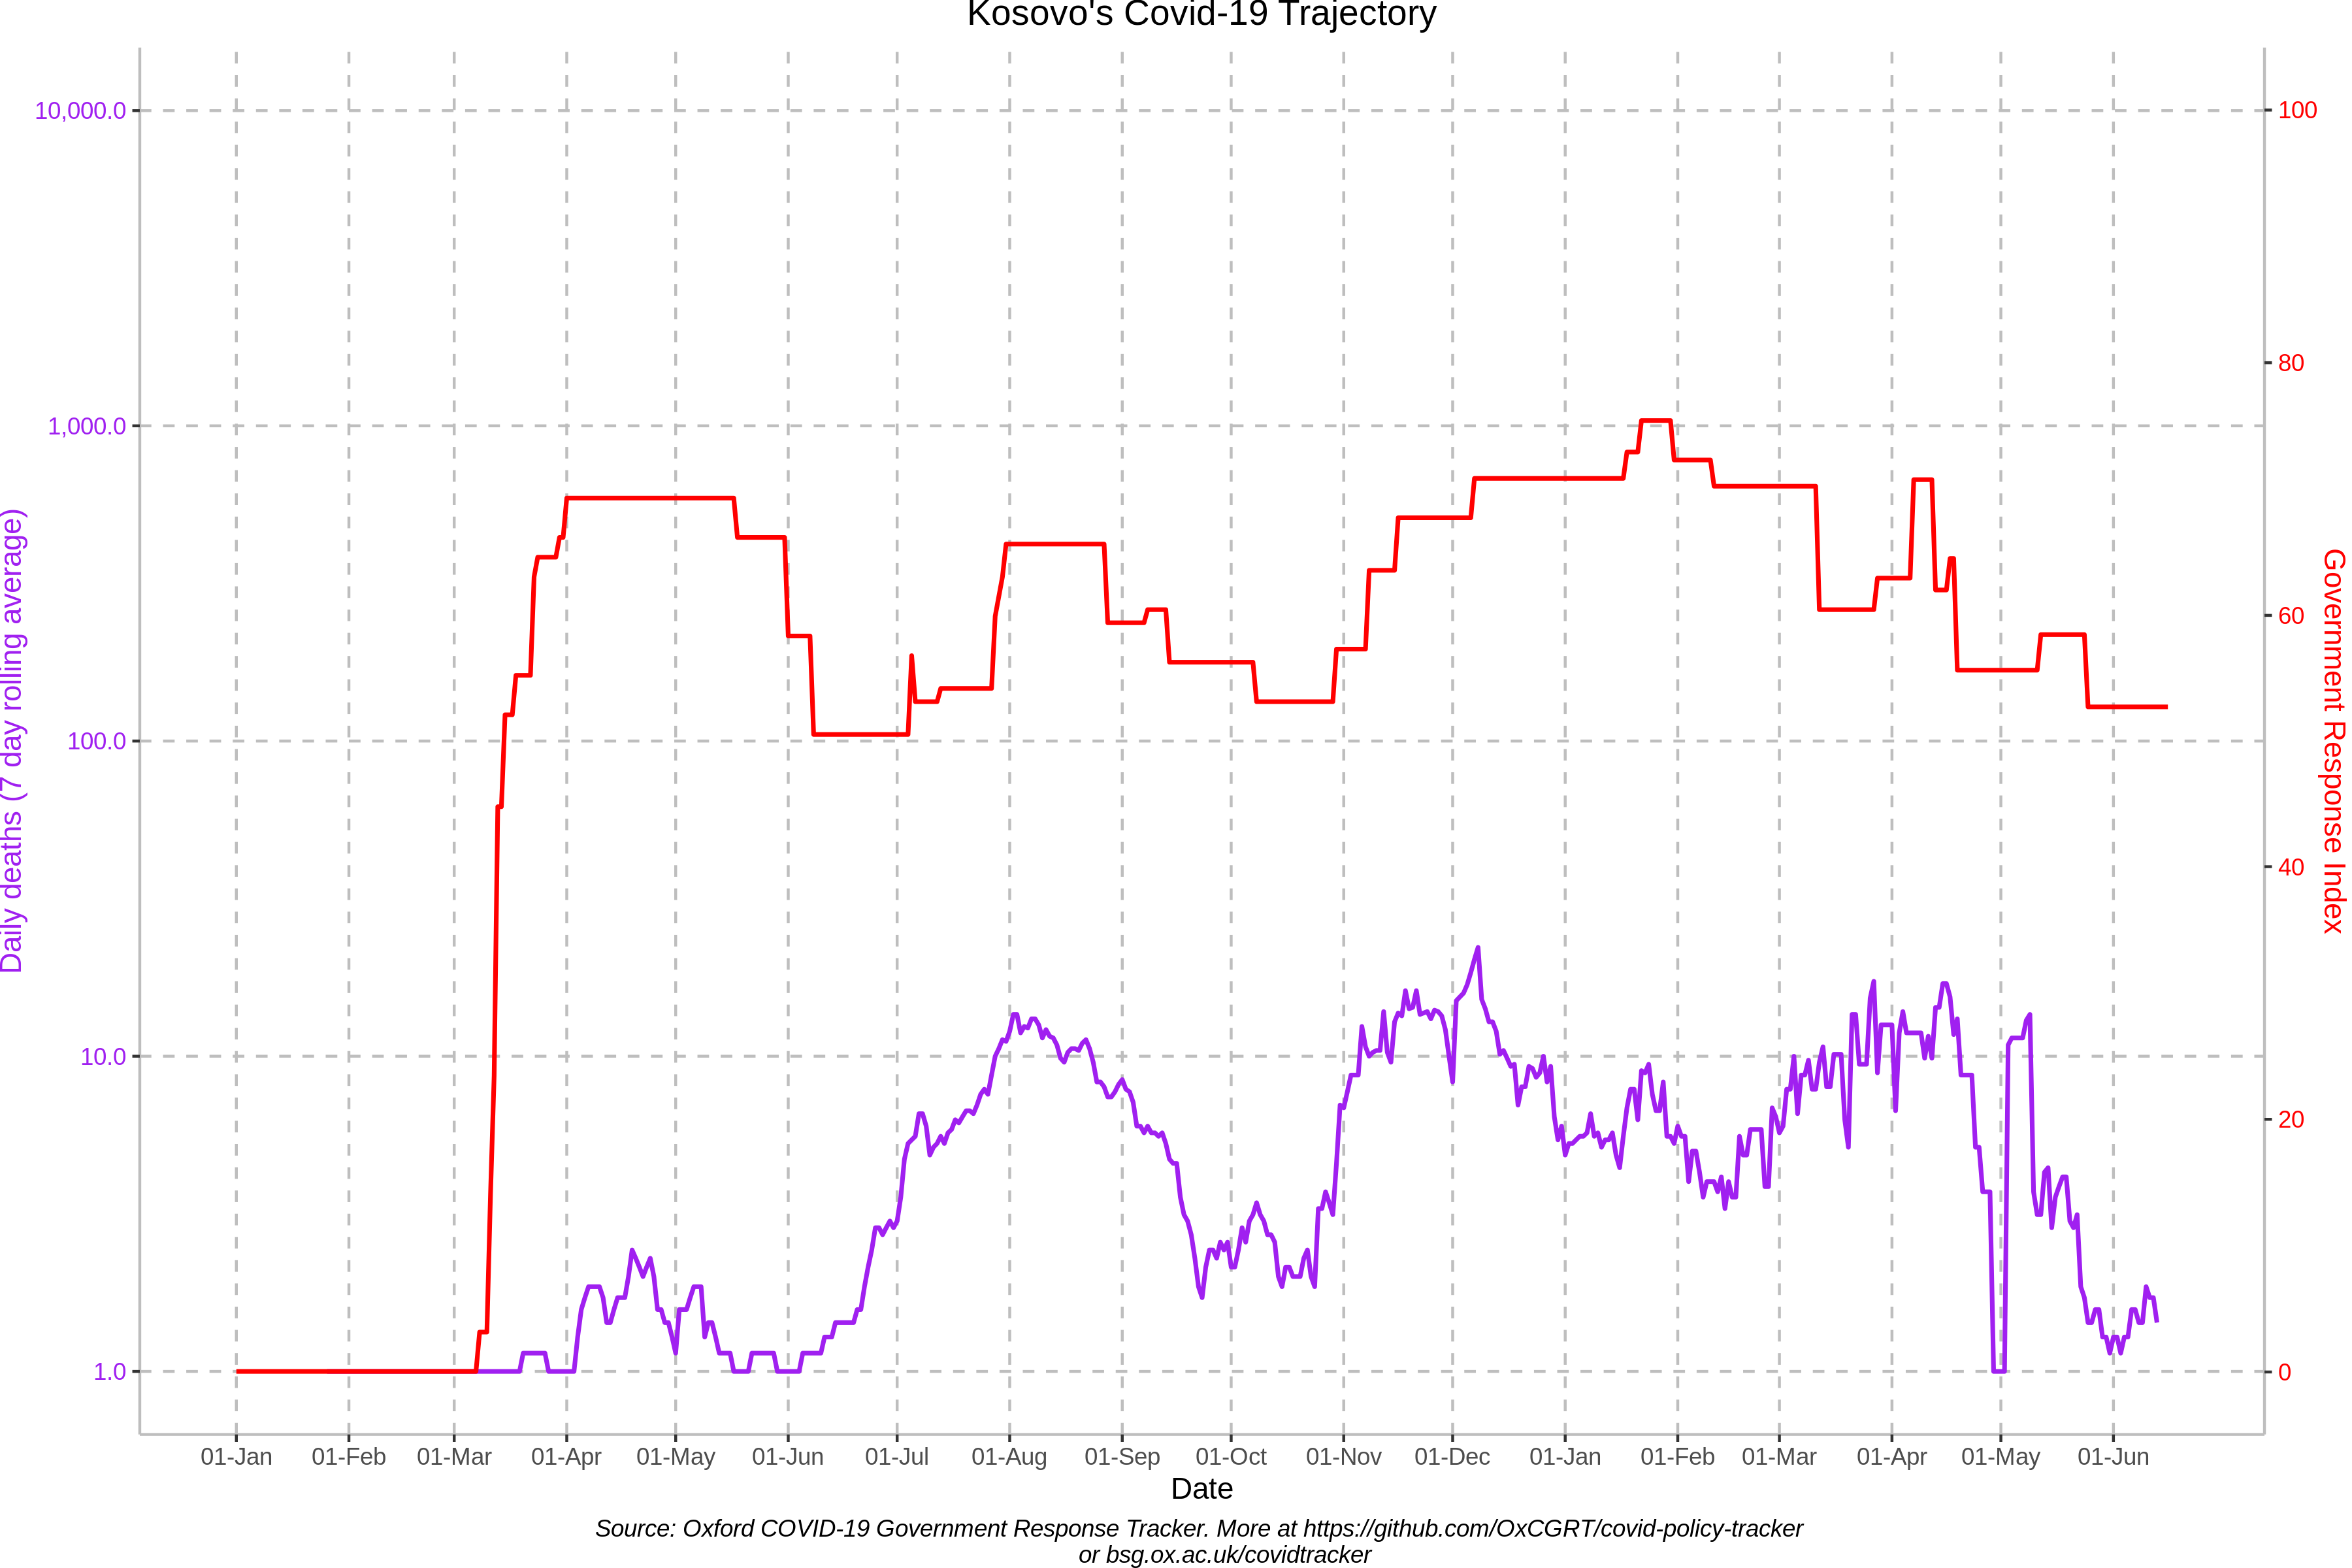 Kosovo's Covid-19 Trajectory
10,000.0
1,000.0
100.0
10.0
1.0
Daily deaths (7 day rolling average)
100
80
60
40
20
0
Government Response Index
01-Jan 01-Feb 01-Mar 01-Apr 01-May 01-Jun 01-Jul 01-Aug 01-Sep 01-Oct 01-Nov 01-Dec 01-Jan 01-Feb 01-Mar 01-Apr 01-May 01-Jun
Date
Source: Oxford COVID-19 Government Response Tracker. More at https://github.com/OxCGRT/covid-policy-tracker
or bsg.ox.ac.uk/covidtracker